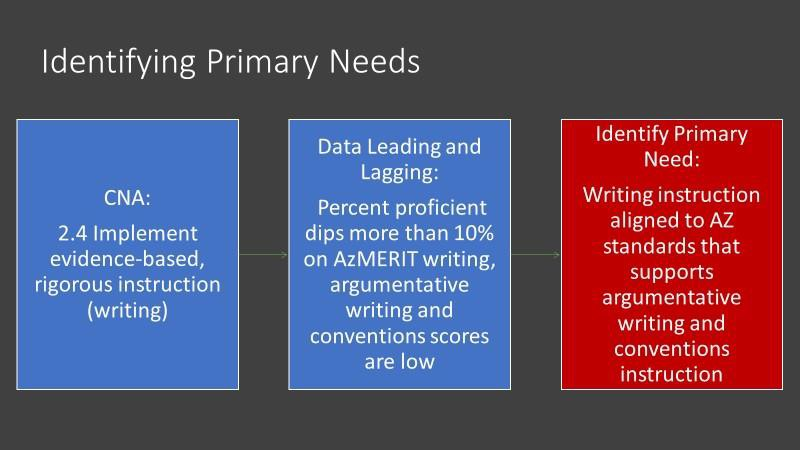 Identifying Primary Needs
CNA:
2.4 Implement
evidence-based,
rigorous instruction
(writing)
Data Leading and
Lagging:
Percent proficient
dips more than 10%
on AzMERIT writing,
argumentative
writing and
conventions scores
are low
Identify Primary
Need:
Writing instruction
aligned to AZ
standards that
supports
argumentative
writing and
conventions
instruction